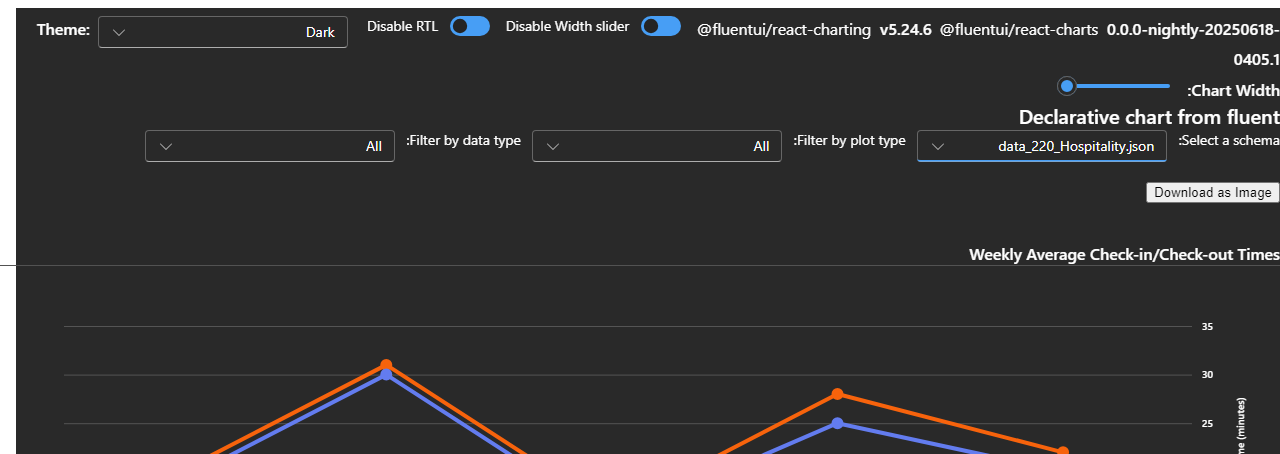 Theme: Dark Disable RTL Disable Width slider @fluentui/react-charting v5.24.6 @fluentui/react-charts 0.0.0-nightly-20250618-
0405.1
:Chart Width
Declarative chart from fluent
:Select a schema data_220_Hospitality.json :Filter by plot type All :Filter by data type All
Download as Image
Weekly Average Check-in/Check-out Times
35
30
25
(minutes)